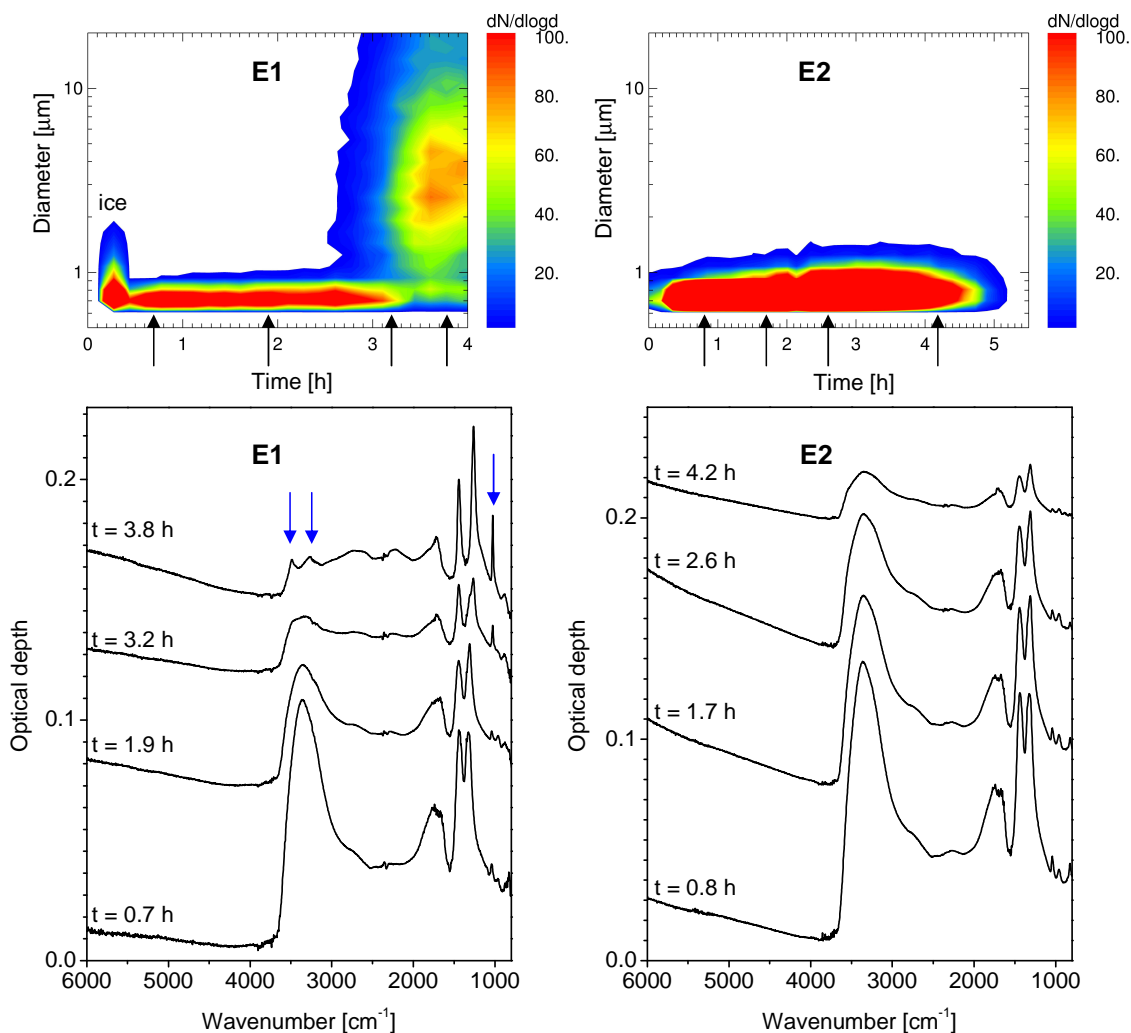 dN/dlogd
E1
100.
80.
60.
40.
20.
10
1
Diameter [µm]
ice
0 1 2 3 4
Time [h]
dN/dlogd
E2
100.
80.
60.
40.
20.
10
1
Diameter [µm]
0 1 2 3 4 5
Time [h]
E1
0.2
0.1
0.0
Optical depth
t = 3.8 h
t = 3.2 h
t = 1.9 h
t = 0.7 h
6000 5000 4000 3000 2000 1000
Wavenumber [cm⁻¹]
E2
0.2
0.1
0.0
Optical depth
t = 4.2 h
t = 2.6 h
t = 1.7 h
t = 0.8 h
6000 5000 4000 3000 2000 1000
Wavenumber [cm⁻¹]